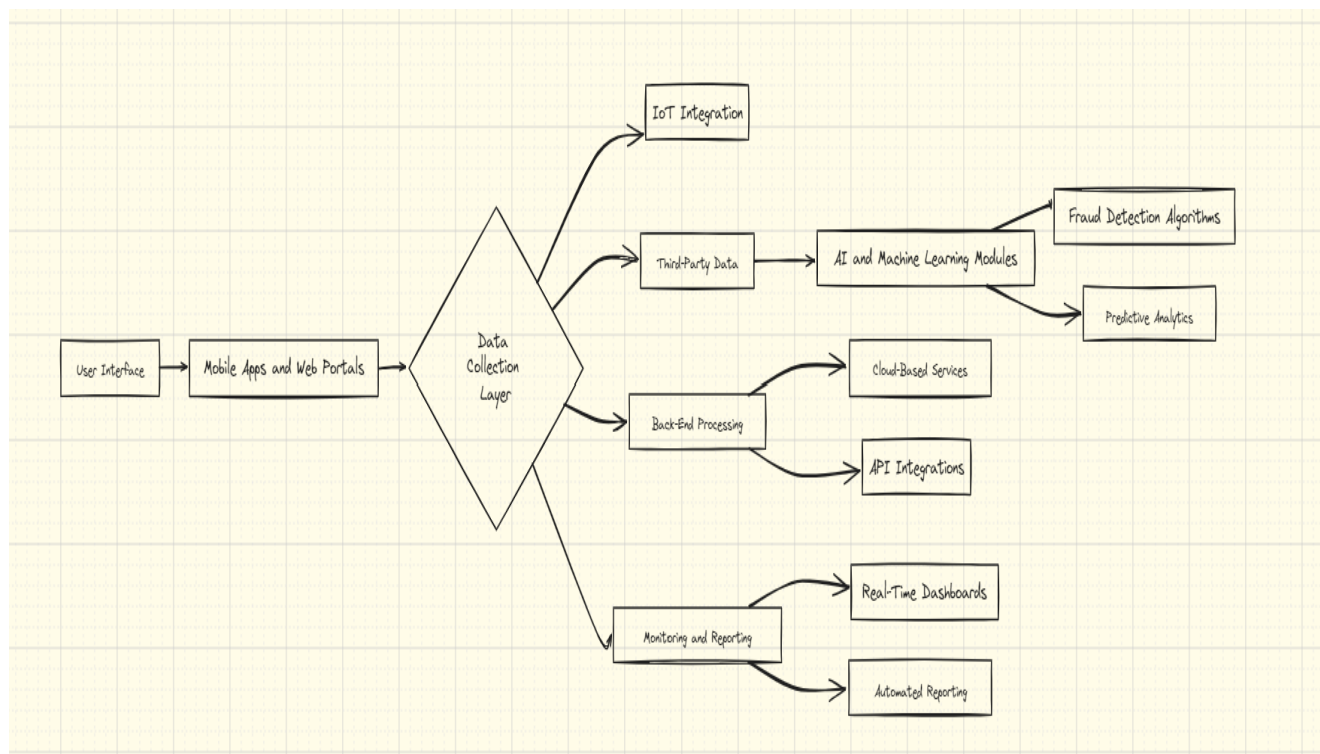 IoT Integration
Fraud Detection Algorithms
Third-Party Data
AI and Machine Learning Modules
Predictive Analytics
User Interface
Mobile Apps and Web Portals
Data
Collection
Layer
Cloud-Based Services
Back-End Processing
API Integrations
Real-Time Dashboards
Monitoring and Reporting
Automated Reporting